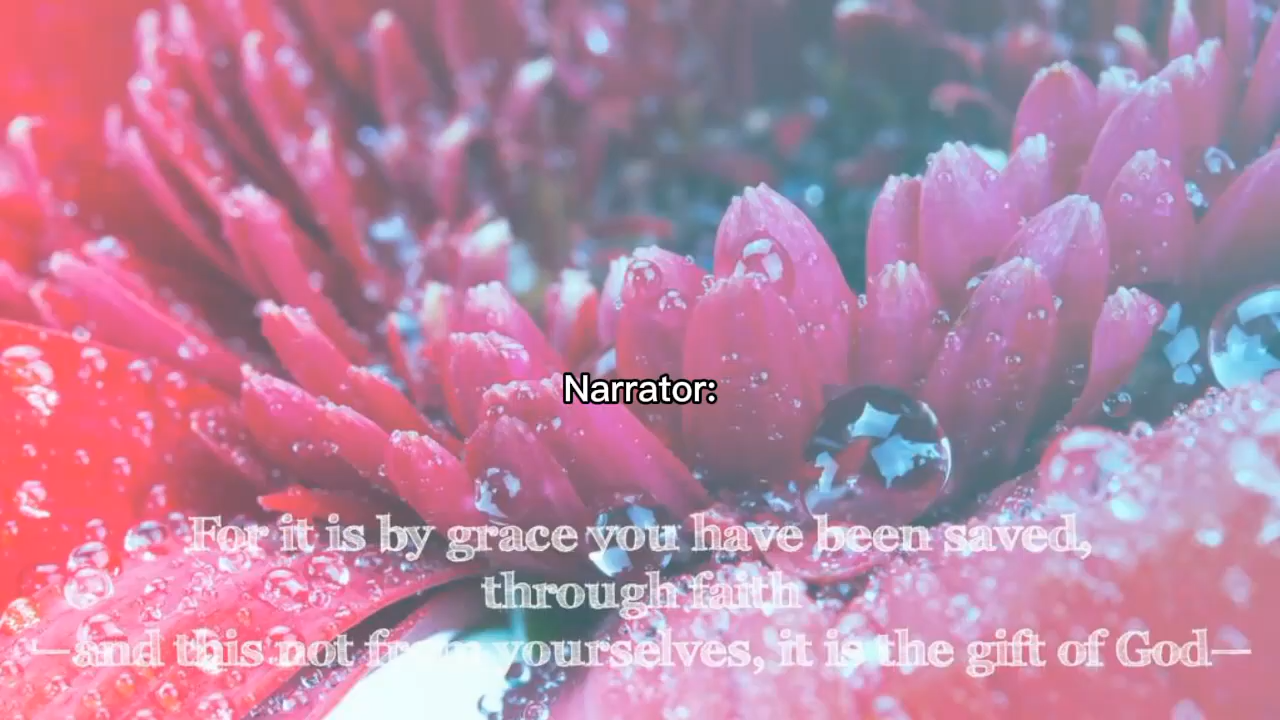 Narrator:
For it is by grace you have been saved,
through faith
—and this not from yourselves, it is the gift of God—